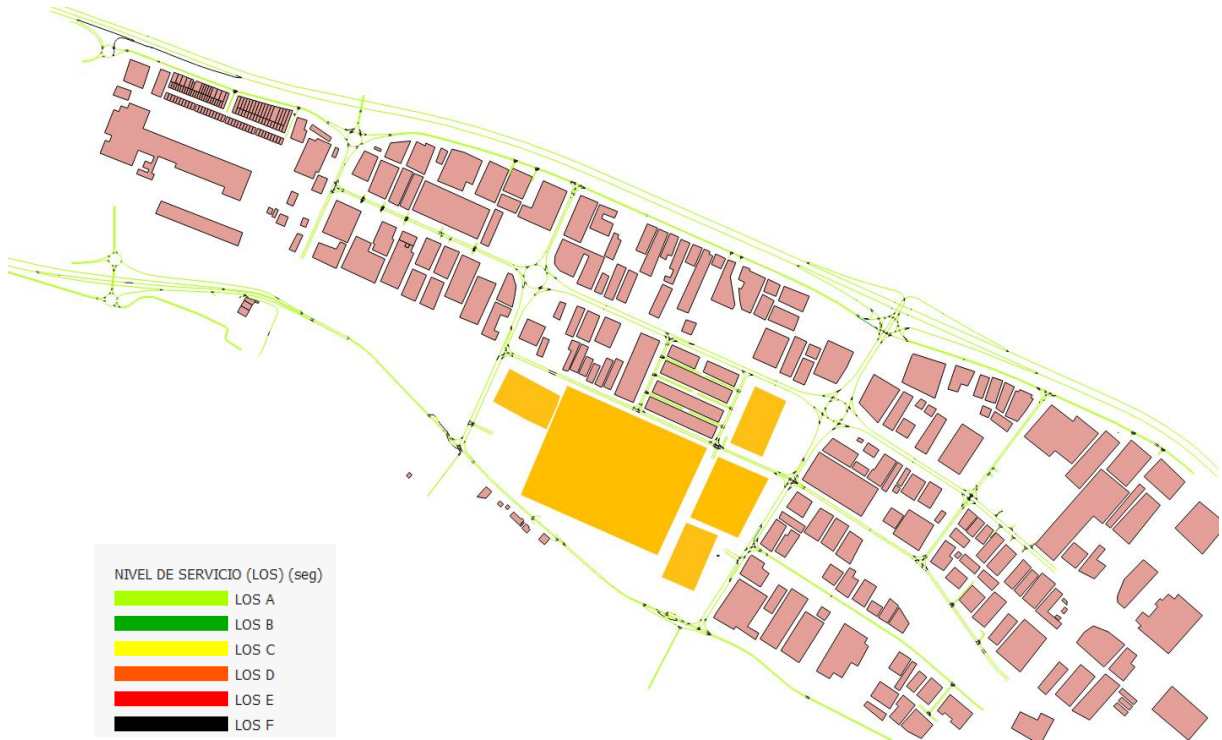 NIVEL DE SERVICIO (LOS) (seg)
LOS A
LOS B
LOS C
LOS D
LOS E
LOS F